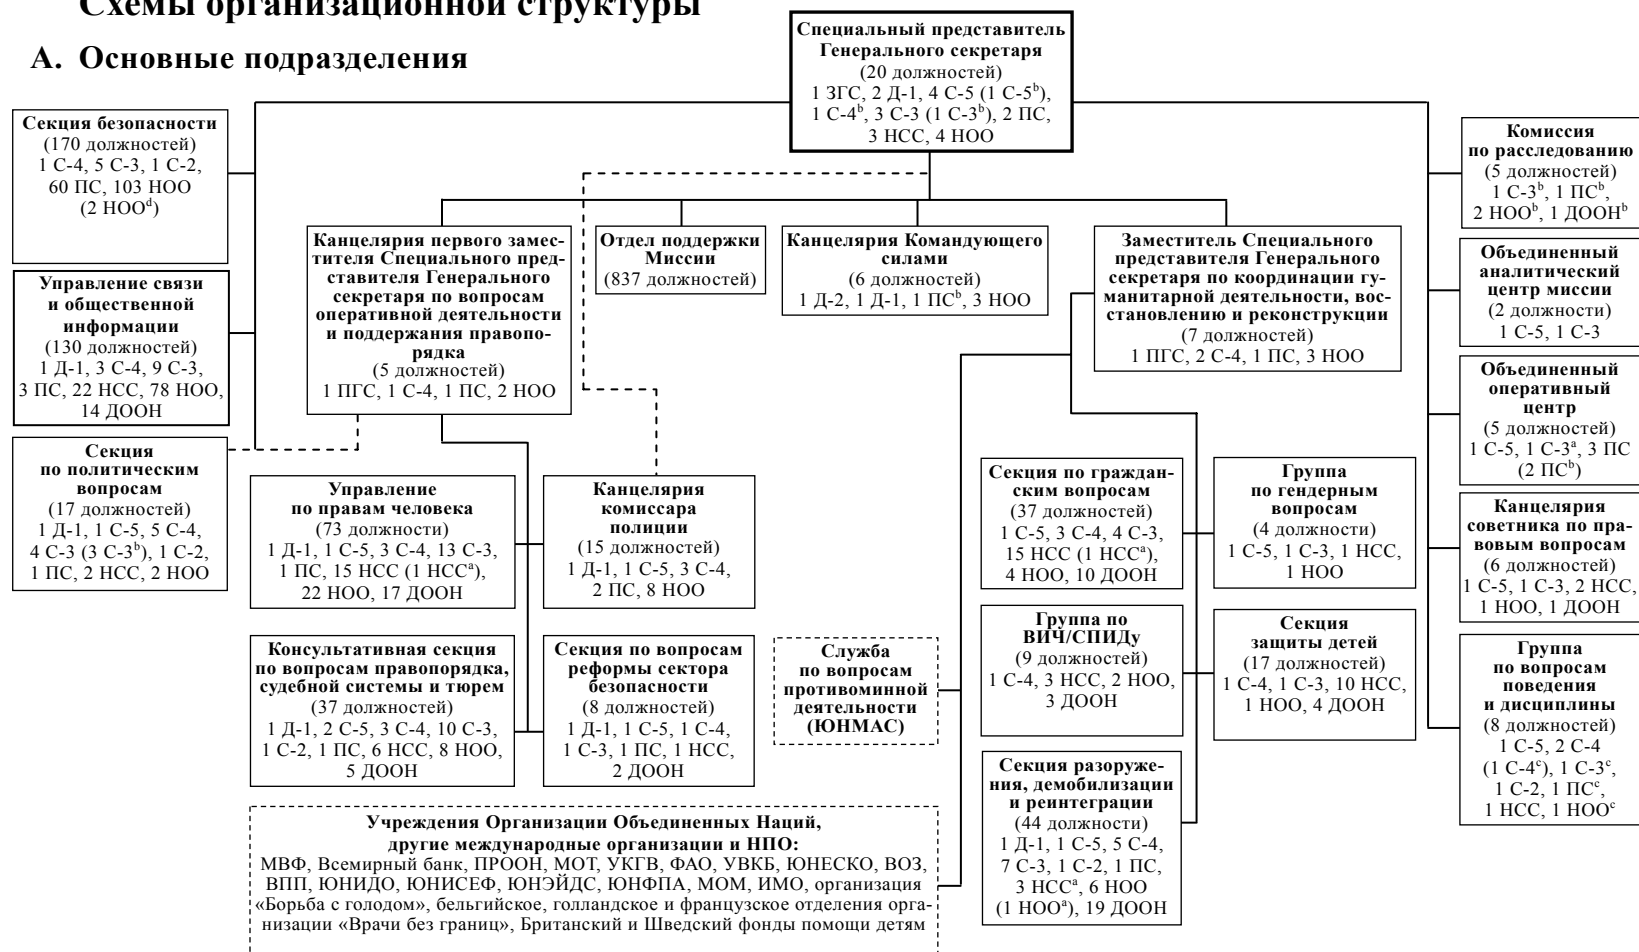 Схемы организационной структуры
A. Основные подразделения
Специальный представитель
Генерального секретаря
(20 должностей)
1 ЗГС, 2 Д-1, 4 С-5 (1 С-5ᵇ),
1 С-4ᵇ, 3 С-3 (1 С-3ᵇ), 2 ПС,
3 НСС, 4 НОО
Секция безопасности
(170 должностей)
1 С-4, 5 С-3, 1 С-2,
60 ПС, 103 НОО
(2 НООᵈ)
Управление связи
и общественной
информации
(130 должностей)
1 Д-1, 3 С-4, 9 С-3,
3 ПС, 22 НСС, 78 НОО,
14 ДООН
Секция
по политическим
вопросам
(17 должностей)
1 Д-1, 1 С-5, 5 С-4,
4 С-3 (3 С-3ᵇ), 1 С-2,
1 ПС, 2 НСС, 2 НОО
Канцелярия первого замес-
тителя Специального пред-
ставителя Генерального
секретаря по вопросам
оперативной деятельности
и поддержания правопо-
рядка
(5 должностей)
1 ПГС, 1 С-4, 1 ПС, 2 НОО
Отдел поддержки
Миссии
(837 должностей)
Канцелярия Командующего
силами
(6 должностей)
1 Д-2, 1 Д-1, 1 ПСᵇ, 3 НОО
Заместитель Специального
представителя Генерального
секретаря по координации гу-
манитарной деятельности, вос-
становлению и реконструкции
(7 должностей)
1 ПГС, 2 С-4, 1 ПС, 3 НОО
Комиссия
по расследованию
(5 должностей)
1 С-3ᵇ, 1 ПСᵇ,
2 НООᵇ, 1 ДООНᵇ
Объединенный
аналитический
центр миссии
(2 должности)
1 С-5, 1 С-3
Объединенный
оперативный
центр
(5 должностей)
1 С-5, 1 С-3ᵃ, 3 ПС
(2 ПСᵇ)
Канцелярия
советника по пра-
вовым вопросам
(6 должностей)
1 С-5, 1 С-3, 2 НСС,
1 НОО, 1 ДООН
Группа
по вопросам
поведения
и дисциплины
(8 должностей)
1 С-5, 2 С-4
(1 С-4ᶜ), 1 С-3ᶜ,
1 С-2, 1 ПСᶜ,
1 НСС, 1 НООᶜ
Управление
по правам человека
(73 должности)
1 Д-1, 1 С-5, 3 С-4, 13 С-3,
1 ПС, 15 НСС (1 НССᵃ),
22 НОО, 17 ДООН
Канцелярия
комиссара
полиции
(15 должностей)
1 Д-1, 1 С-5, 3 С-4,
2 ПС, 8 НОО
Консультативная секция
по вопросам правопорядка,
судебной системы и тюрем
(37 должностей)
1 Д-1, 2 С-5, 3 С-4, 10 С-3,
1 С-2, 1 ПС, 6 НСС, 8 НОО,
5 ДООН
Секция по вопросам
реформы сектора
безопасности
(8 должностей)
1 Д-1, 1 С-5, 1 С-4,
1 С-3, 1 ПС, 1 НСС,
2 ДООН
Служба
по вопросам
противоминной
деятельности
(ЮНМАС)
Секция по граждан-
ским вопросам
(37 должностей)
1 С-5, 3 С-4, 4 С-3,
15 НСС (1 НССᵃ),
4 НОО, 10 ДООН
Группа
по гендерным
вопросам
(4 должности)
1 С-5, 1 С-3, 1 НСС,
1 НОО
Группа по
ВИЧ/СПИДу
(9 должностей)
1 С-4, 3 НСС, 2 НОО,
3 ДООН
Секция
защиты детей
(17 должностей)
1 С-4, 1 С-3, 10 НСС,
1 НОО, 4 ДООН
Секция разоруже-
ния, демобилизации
и реинтеграции
(44 должности)
1 Д-1, 1 С-5, 5 С-4,
7 С-3, 1 С-2, 1 ПС,
3 НССᵃ, 6 НОО
(1 НООᵃ), 19 ДООН
Учреждения Организации Объединенных Наций,
другие международные организации и НПО:
МВФ, Всемирный банк, ПРООН, МОТ, УКГВ, ФАО, УВКБ, ЮНЕСКО, ВОЗ,
ВПП, ЮНИДО, ЮНИСЕФ, ЮНЭЙДС, ЮНФПА, МОМ, ИМО, организация
«Борьба с голодом», бельгийское, голландское и французское отделения орга-
низации «Врачи без границ», Британский и Шведский фонды помощи детям